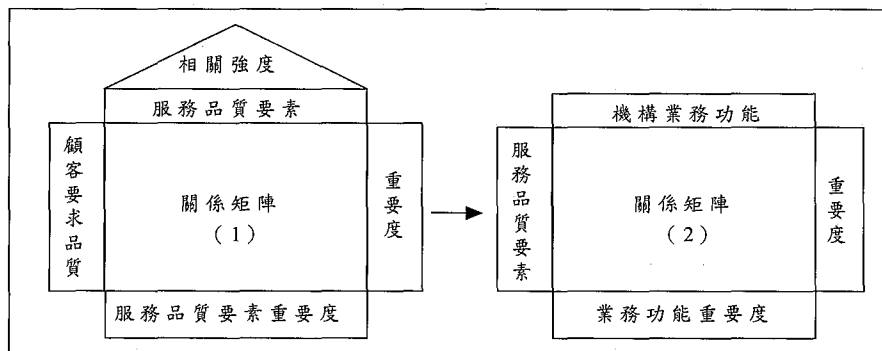 相關強度
服務品質要素
顧客要求品質
關係矩陣
(1)
重要度
服務品質要素重要度
機構業務功能
服務品質要素
關係矩陣
(2)
重要度
業務功能重要度